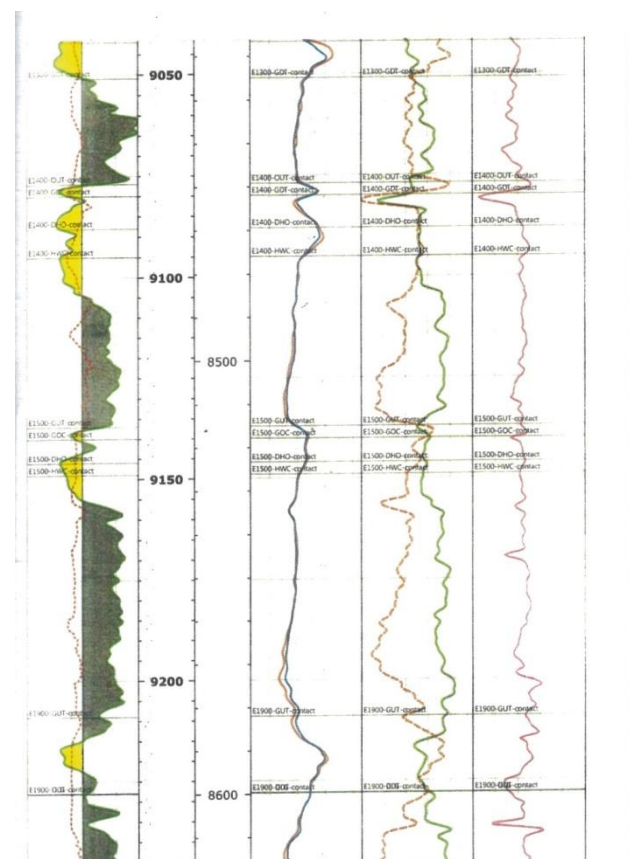 E1300-GDT-contact E1300-GDT-contact E1300-GDT-contact E1300-GDT-contact
9050
E1400-OUT-contact E1400-OUT-contact E1400-OUT-contact E1400-OUT-contact
E1400-GDT-contact E1400-GDT-contact E1400-GDT-contact E1400-GDT-contact
E1400-DHO-contact E1400-DHO-contact E1400-DHO-contact E1400-DHO-contact
E1400-HWC-contact E1400-HWC-contact E1400-HWC-contact E1400-HWC-contact
9100
8500
E1500-GUT-contact E1500-GUT-contact E1500-GUT-contact E1500-GUT-contact
E1500-GOC-contact E1500-GOC-contact E1500-GOC-contact E1500-GOC-contact
E1500-DHO-contact E1500-DHO-contact E1500-DHO-contact E1500-DHO-contact
9150
E1500-HWC-contact E1500-HWC-contact E1500-HWC-contact E1500-HWC-contact
9200
E1900-GUT-contact E1900-GUT-contact E1900-GUT-contact E1900-GUT-contact
8600